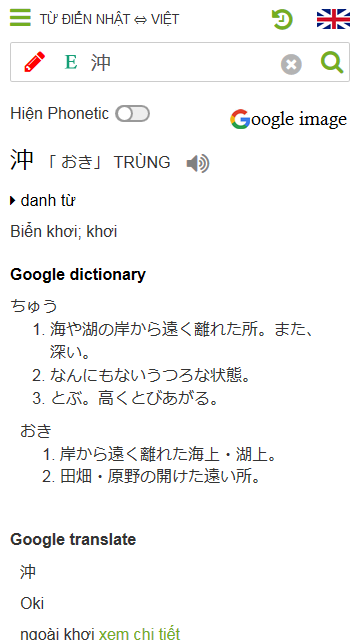 TỪ ĐIỂN NHẬT ⇔ VIỆT
E 沖
Hiện Phonetic
Google image
沖 「 おき」 TRÙNG
danh từ
Biển khơi; khơi
Google dictionary
ちゅう
1. 海や湖の岸から遠く離れた所。また、
深い。
2. なんにもないうつろな状態。
3. とぶ。高くとびあがる。
おき
1. 岸から遠く離れた海上・湖上。
2. 田畑・原野の開けた遠い所。
Google translate
沖
Oki
ngoài khơi xem chi tiết